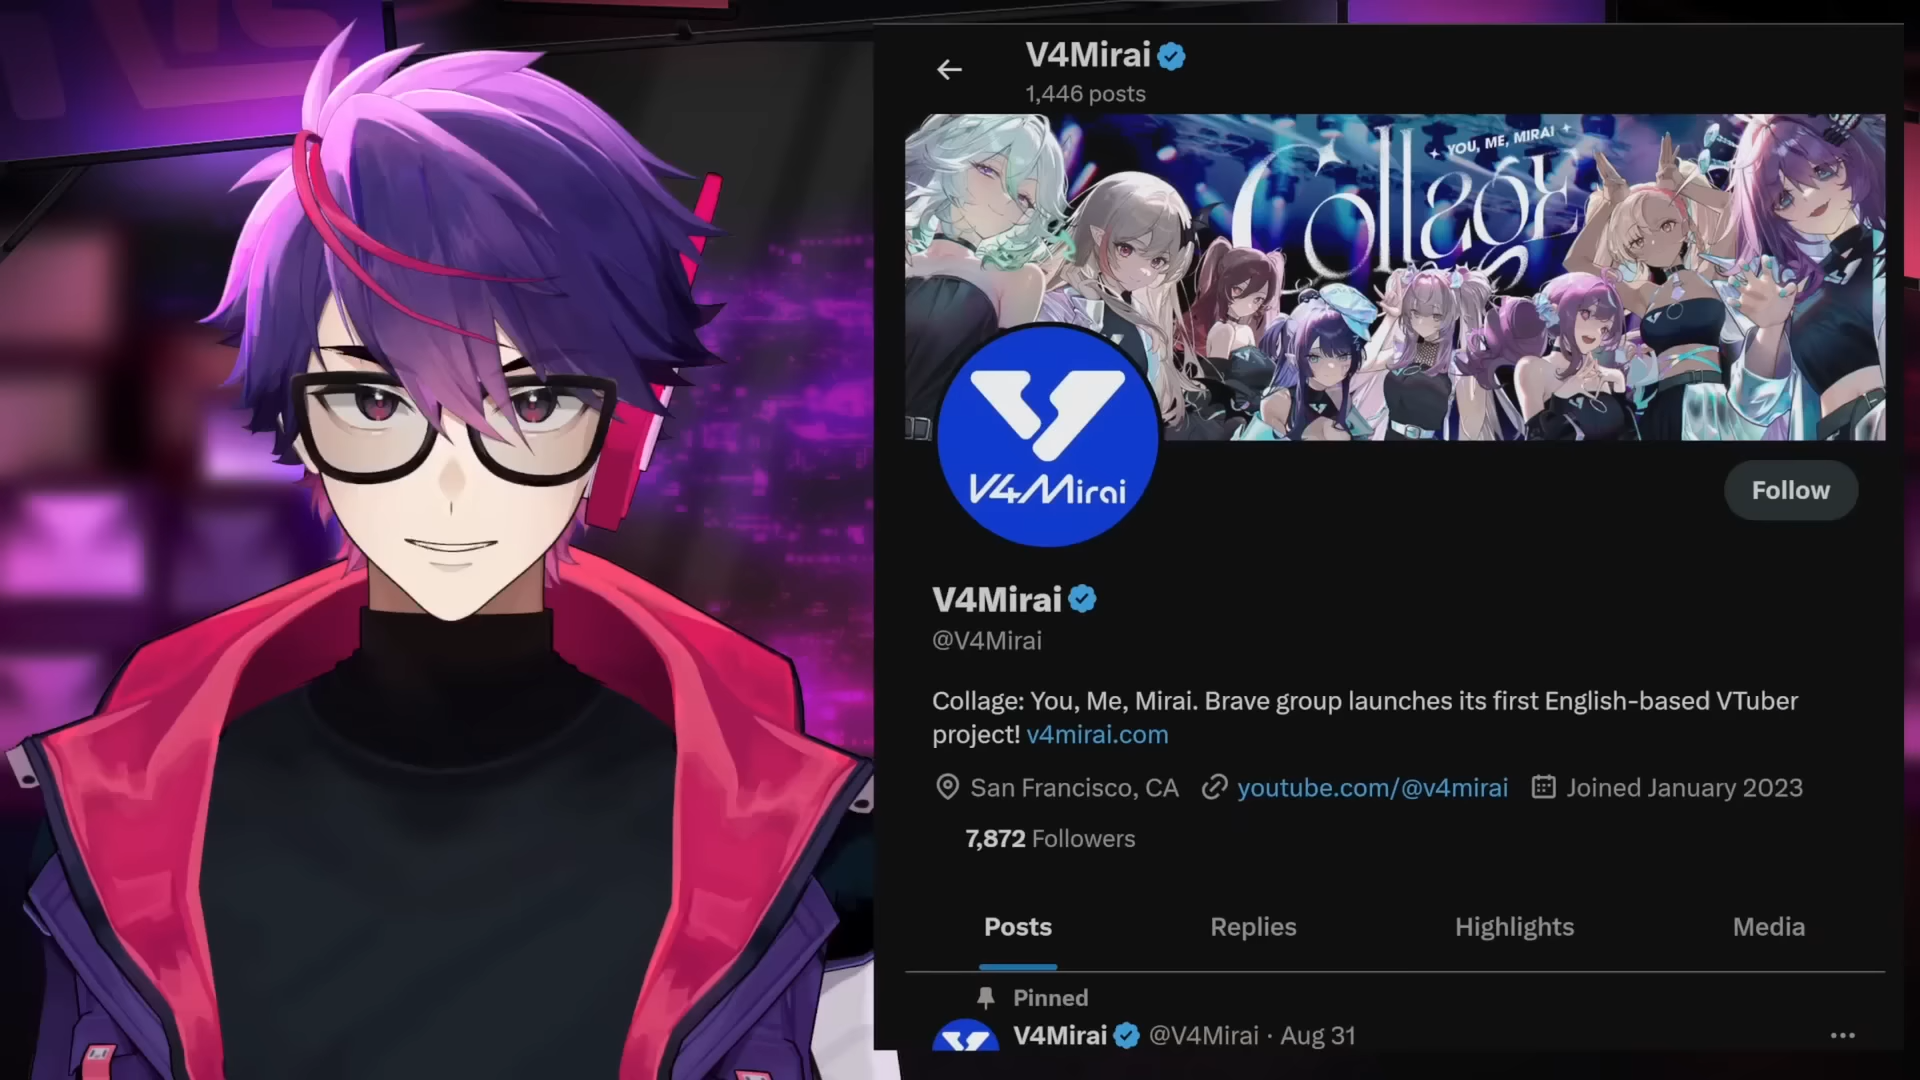 V4Mirai
1,446 posts
YOU, ME, MIRAI
Collage
V4Mirai
Follow
V4Mirai
@V4Mirai
Collage: You, Me, Mirai. Brave group launches its first English-based VTuber
project! v4mirai.com
San Francisco, CA youtube.com/@v4mirai Joined January 2023
7,872 Followers
Posts Replies Highlights Media
Pinned
V4Mirai @V4Mirai · Aug 31